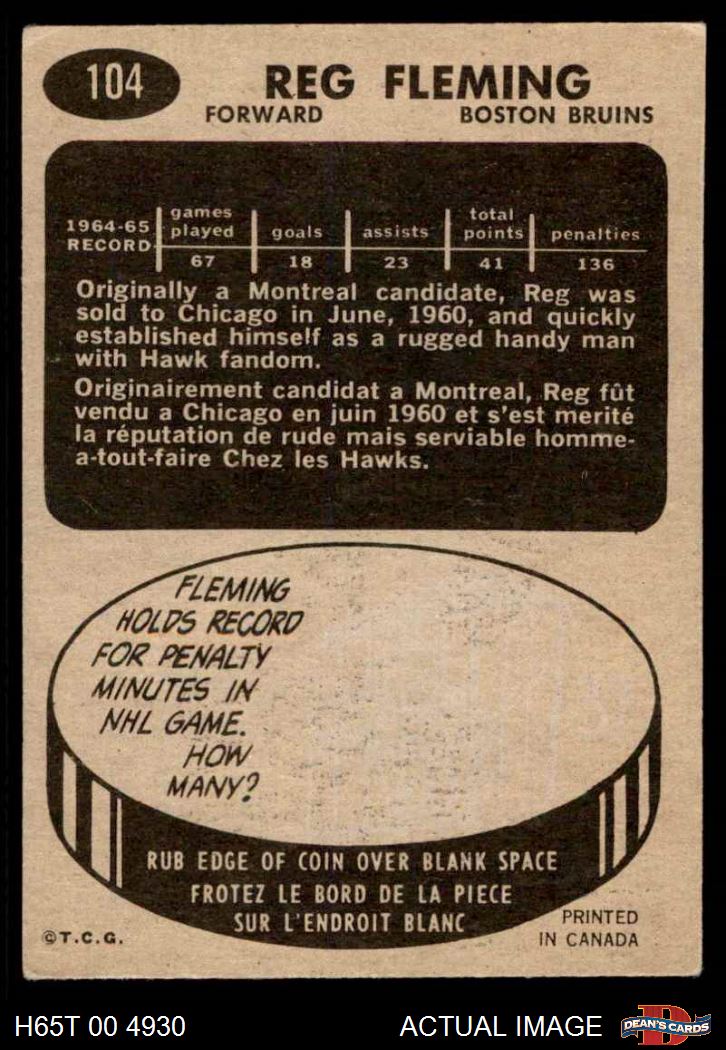 104
REG FLEMING
FORWARD BOSTON BRUINS
1964-65 RECORD games played goals assists total points penalties
67 18 23 41 136
Originally a Montreal candidate, Reg was
sold to Chicago in June, 1960, and quickly
established himself as a rugged handy man
with Hawk fandom.
Originairement candidat a Montreal, Reg fût
vendu a Chicago en juin 1960 et s'est merité
la réputation de rude mais serviable homme-
a-tout-faire Chez les Hawks.
FLEMING
HOLDS RECORD
FOR PENALTY
MINUTES IN
NHL GAME.
HOW
MANY?
RUB EDGE OF COIN OVER BLANK SPACE
FROTEZ LE BORD DE LA PIECE
SUR L'ENDROIT BLANC
©T.C.G.
PRINTED
IN CANADA
H65T 00 4930 ACTUAL IMAGE
D
DEAN'S CARDS